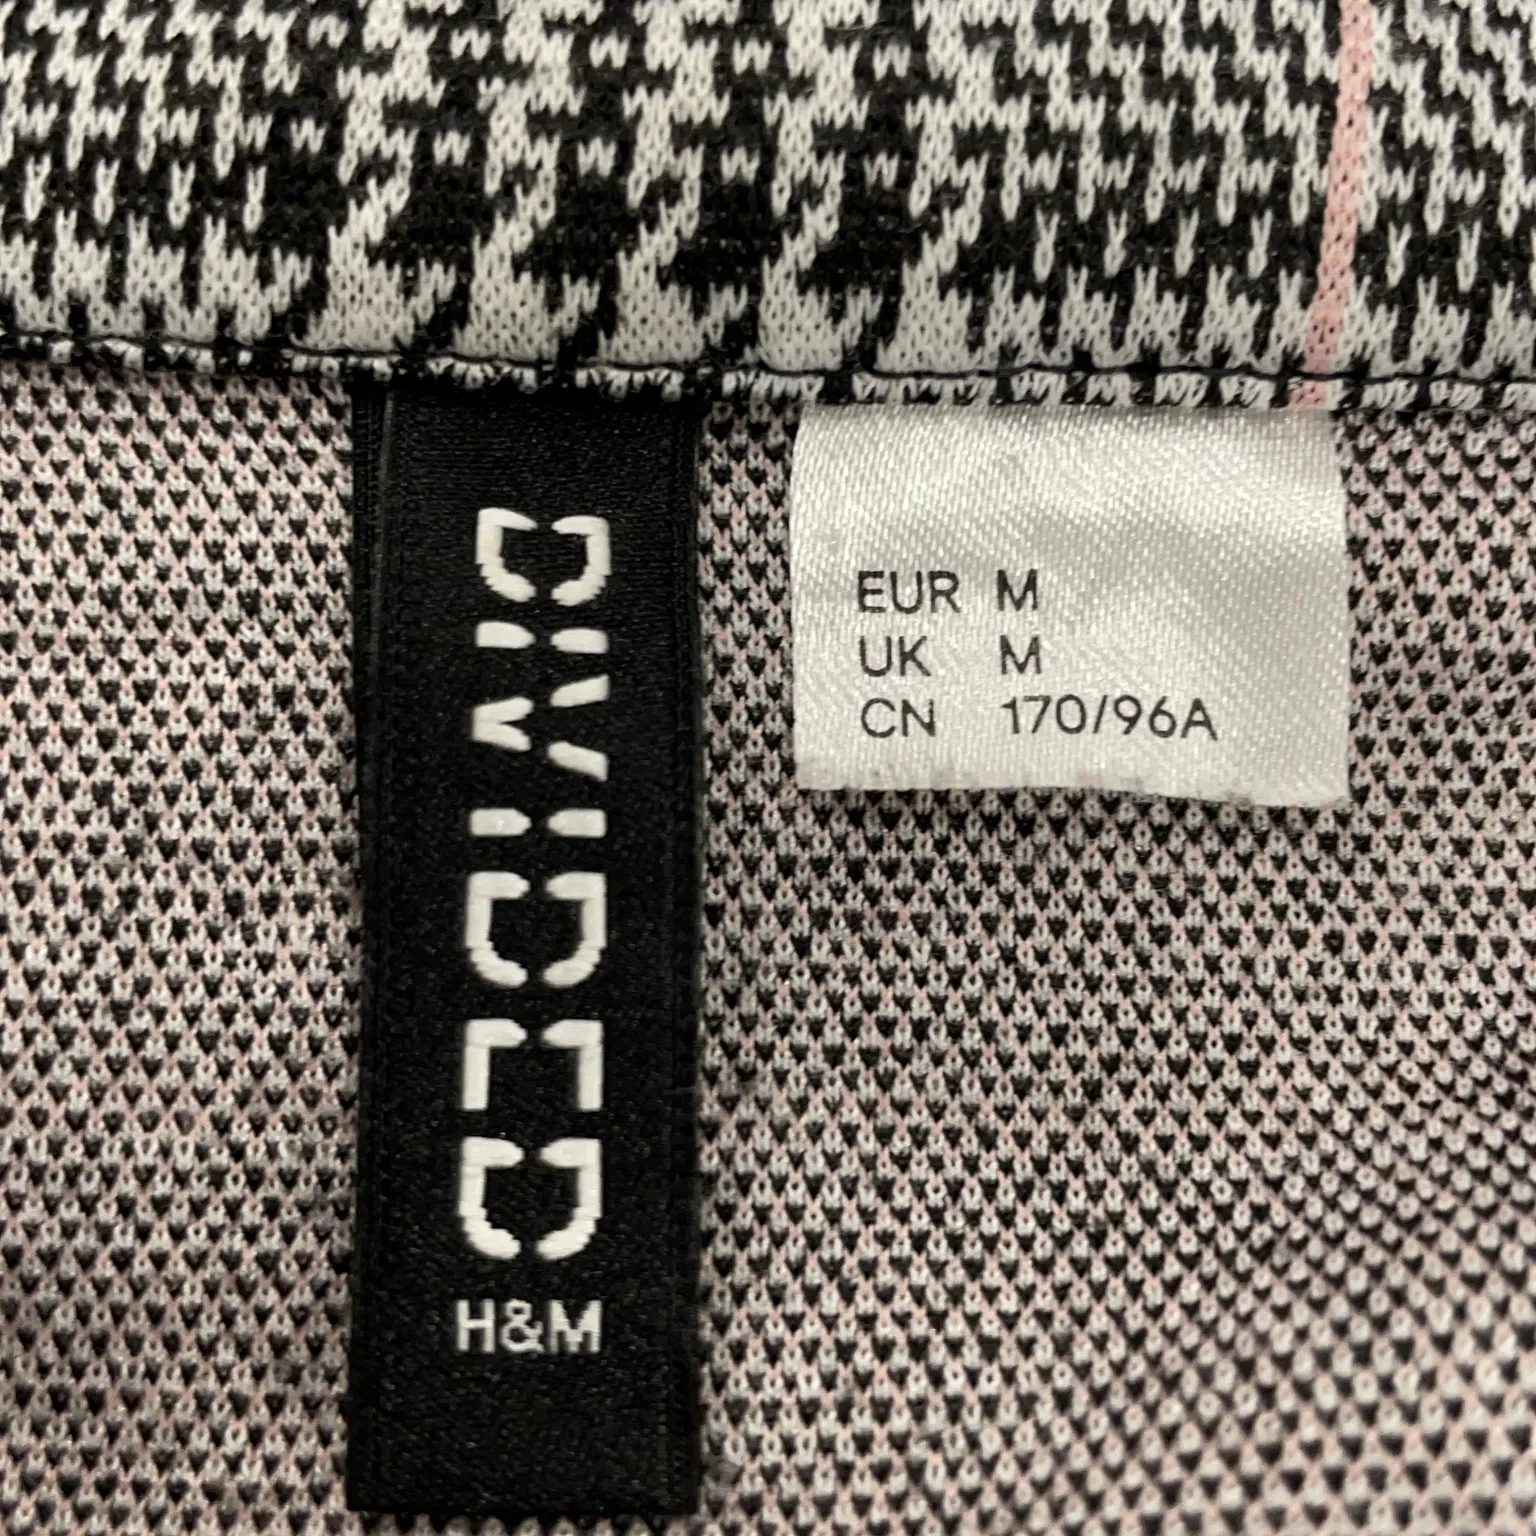 DIVIDED
H&M
EUR M
UK M
CN 170/96A